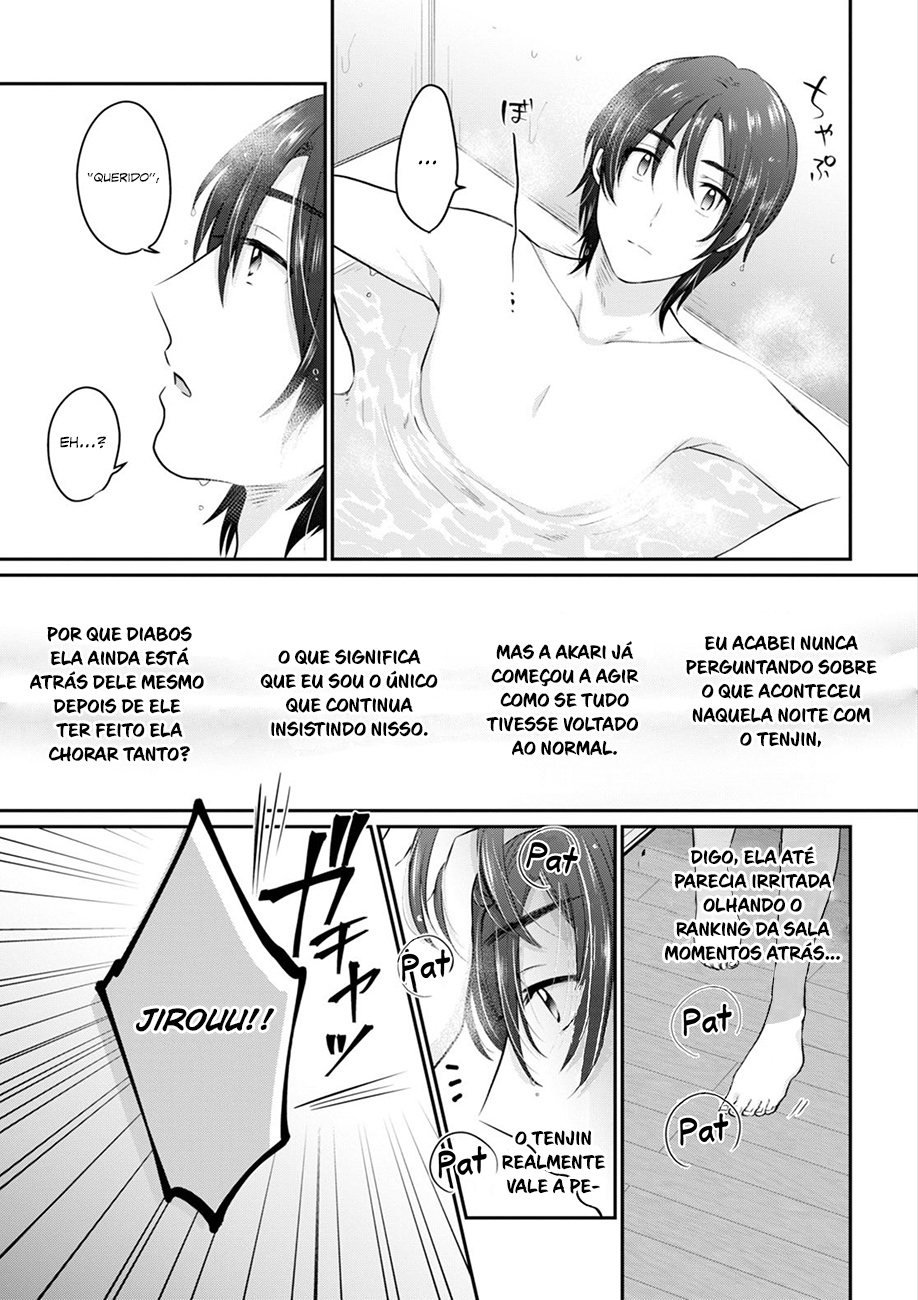 ちゃぷ
ぼ…
...
"QUERIDO",
EH...?
EU ACABEI NUNCA
PERGUNTANDO SOBRE
O QUE ACONTECEU
NAQUELA NOITE COM
O TENJIN,
MAS A AKARI JÁ
COMEÇOU A AGIR
COMO SE TUDO
TIVESSE VOLTADO
AO NORMAL.
O QUE SIGNIFICA
QUE EU SOU O ÚNICO
QUE CONTINUA
INSISTINDO NISSO.
POR QUE DIABOS
ELA AINDA ESTÁ
ATRÁS DELE MESMO
DEPOIS DE ELE
TER FEITO ELA
CHORAR TANTO?
DIGO, ELA ATÉ
PARECIA IRRITADA
OLHANDO O
RANKING DA SALA
MOMENTOS ATRÁS...
Pat
Pat
Pat
Pat
Pat
O TENJIN
REALMENTE
VALE A PE-
ガチャッ
JIROUU!!